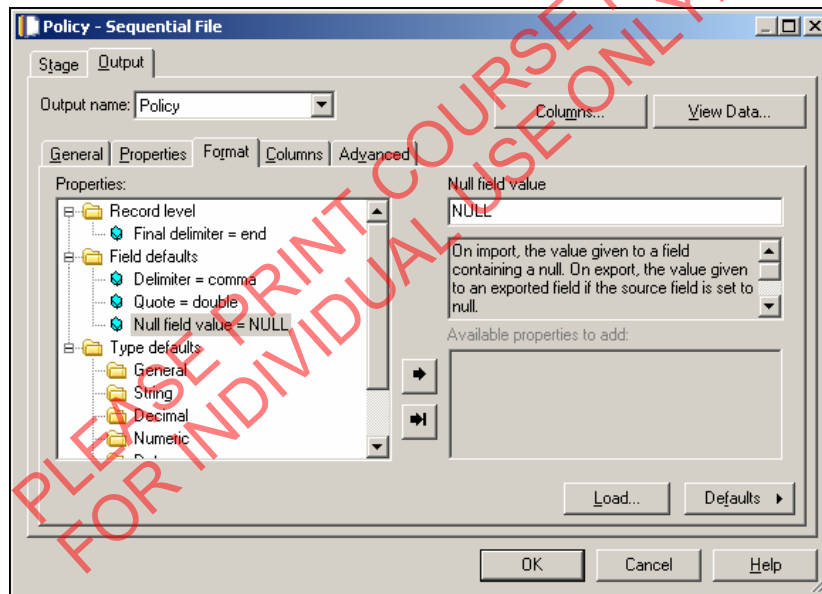 Policy - Sequential File
Stage Output
Output name: Policy
Columns... View Data...
General Properties Format Columns Advanced
Properties:
Record level
Final delimiter = end
Field defaults
Delimiter = comma
Quote = double
Null field value = NULL
Type defaults
General
String
Decimal
Numeric
Null field value
NULL
On import, the value given to a field
containing a null. On export, the value given
to an exported field if the source field is set to
null.
Available properties to add:
Load... Defaults
OK Cancel Help
PLEASE PRINT COURSE
FOR INDIVIDUAL USE ONLY